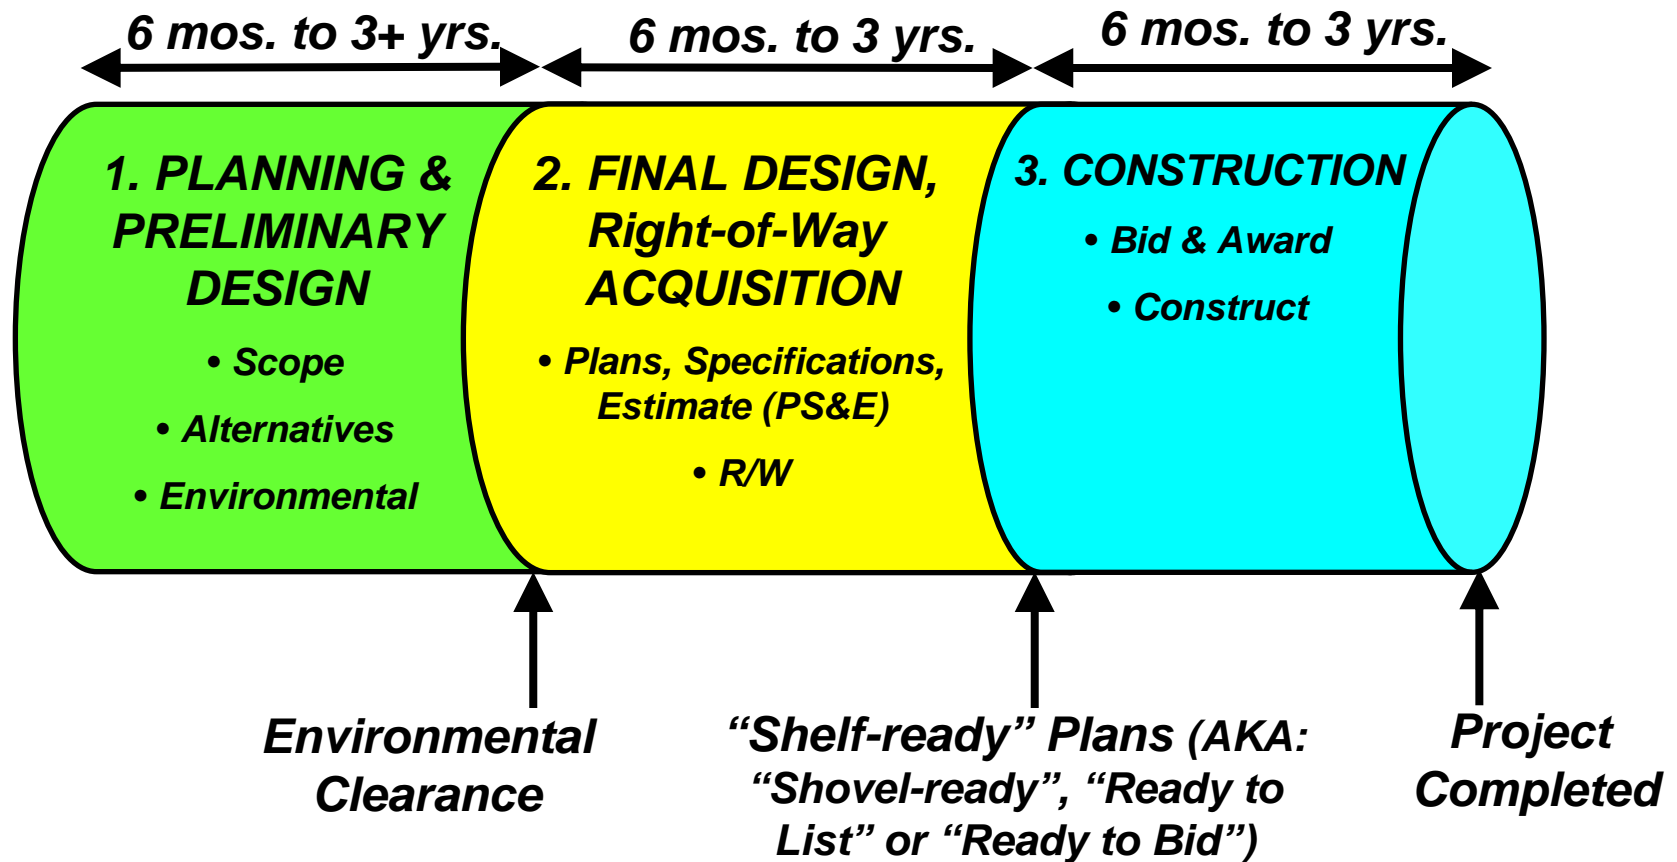 6 mos. to 3+ yrs.
6 mos. to 3 yrs.
6 mos. to 3 yrs.
1. PLANNING &
PRELIMINARY
DESIGN
• Scope
• Alternatives
• Environmental
2. FINAL DESIGN,
Right-of-Way
ACQUISITION
• Plans, Specifications,
Estimate (PS&E)
• R/W
3. CONSTRUCTION
• Bid & Award
• Construct
Environmental
Clearance
“Shelf-ready” Plans (AKA:
“Shovel-ready”, “Ready to
List” or “Ready to Bid”)
Project
Completed